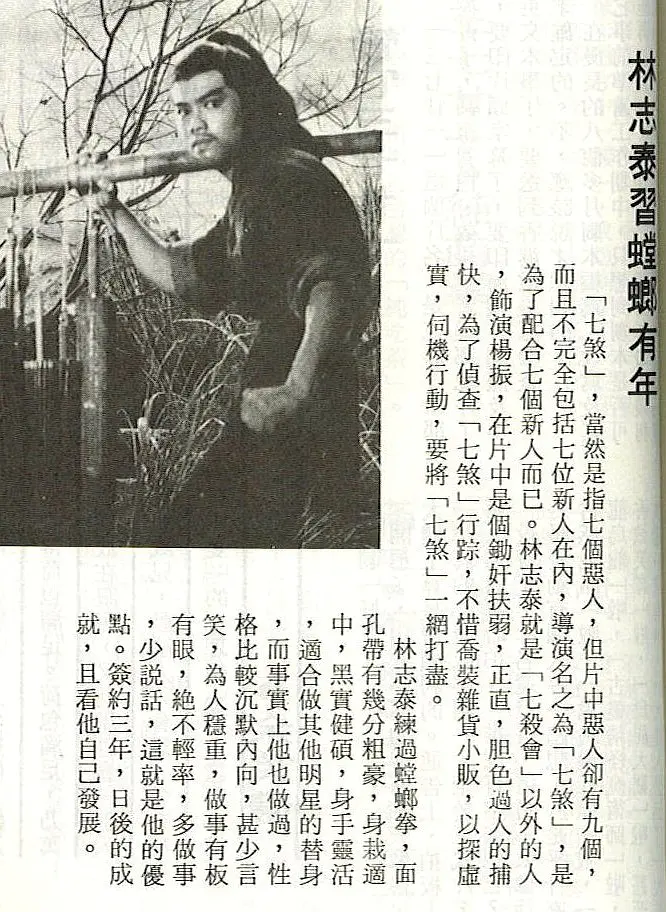 林志泰習螳螂有年
「七煞」，當然是指七個惡人，但片中惡人卻有九個，
而且不完全包括七位新人在內，導演名之為「七煞」，是
為了配合七個新人而已。林志泰就是「七殺會」以外的人
，飾演楊振，在片中是個鋤奸扶弱，正直，胆色過人的捕
快，為了偵查「七煞」行踪，不惜喬裝雜貨小販，以探虛
實，伺機行動，要將「七煞」一網打盡。
林志泰練過螳螂拳，面
孔帶有幾分粗豪，身栽適
中，黑實健碩，身手靈活
，適合做其他明星的替身
，而事實上他也做過，性
格比較沉默內向，甚少言
笑，為人穩重，做事有板
有眼，絕不輕率，多做事
，少說話，這就是他的優
點。簽約三年，日後的成
就，且看他自己發展。